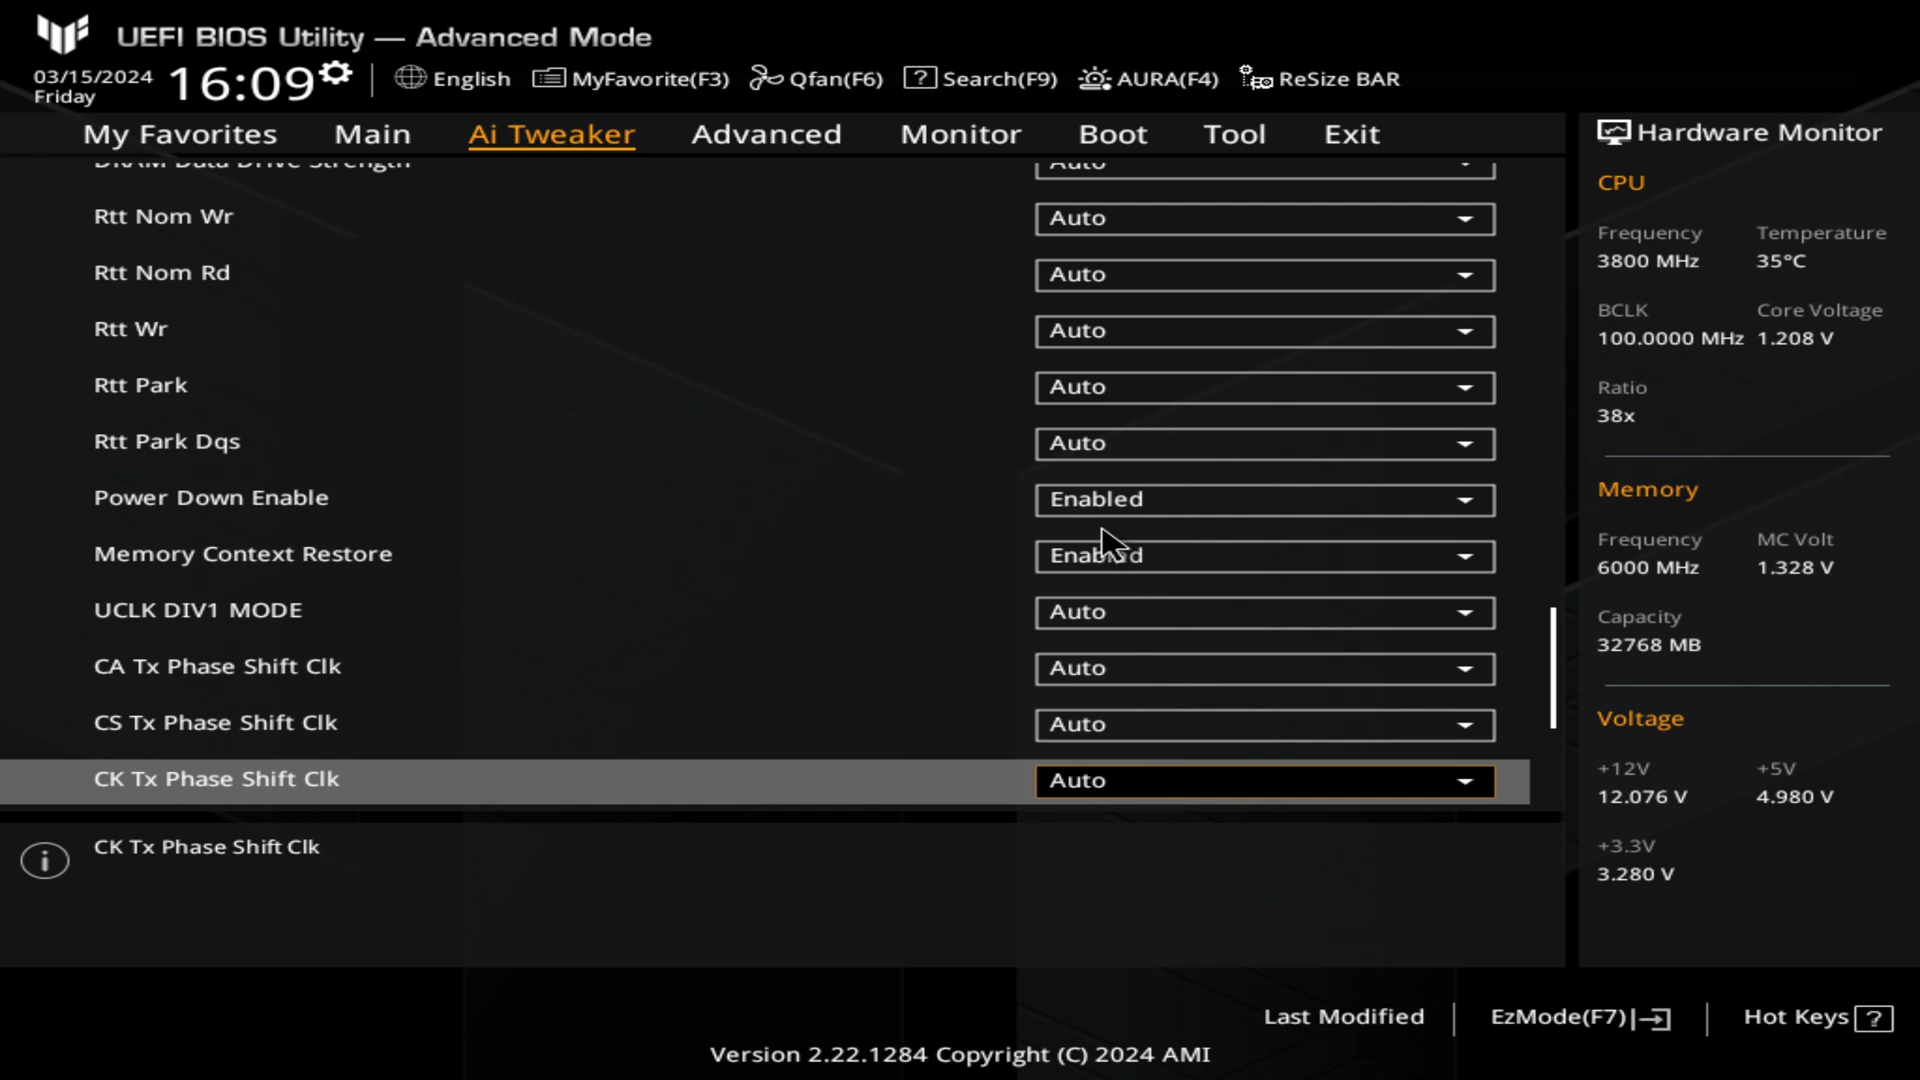 UEFI BIOS Utility — Advanced Mode
03/15/2024
Friday
16:09
English
MyFavorite(F3)
Qfan(F6)
Search(F9)
AURA(F4)
ReSize BAR
My Favorites Main Ai Tweaker Advanced Monitor Boot Tool Exit
DRAM Data Drive Strength Auto
Rtt Nom Wr Auto
Rtt Nom Rd Auto
Rtt Wr Auto
Rtt Park Auto
Rtt Park Dqs Auto
Power Down Enable Enabled
Memory Context Restore Enabled
UCLK DIV1 MODE Auto
CA Tx Phase Shift Clk Auto
CS Tx Phase Shift Clk Auto
CK Tx Phase Shift Clk Auto
CK Tx Phase Shift Clk
Hardware Monitor
CPU
Frequency Temperature
3800 MHz 35°C
BCLK Core Voltage
100.0000 MHz 1.208 V
Ratio
38x
Memory
Frequency MC Volt
6000 MHz 1.328 V
Capacity
32768 MB
Voltage
+12V +5V
12.076 V 4.980 V
+3.3V
3.280 V
Last Modified
EzMode(F7)
Hot Keys ?
Version 2.22.1284 Copyright (C) 2024 AMI